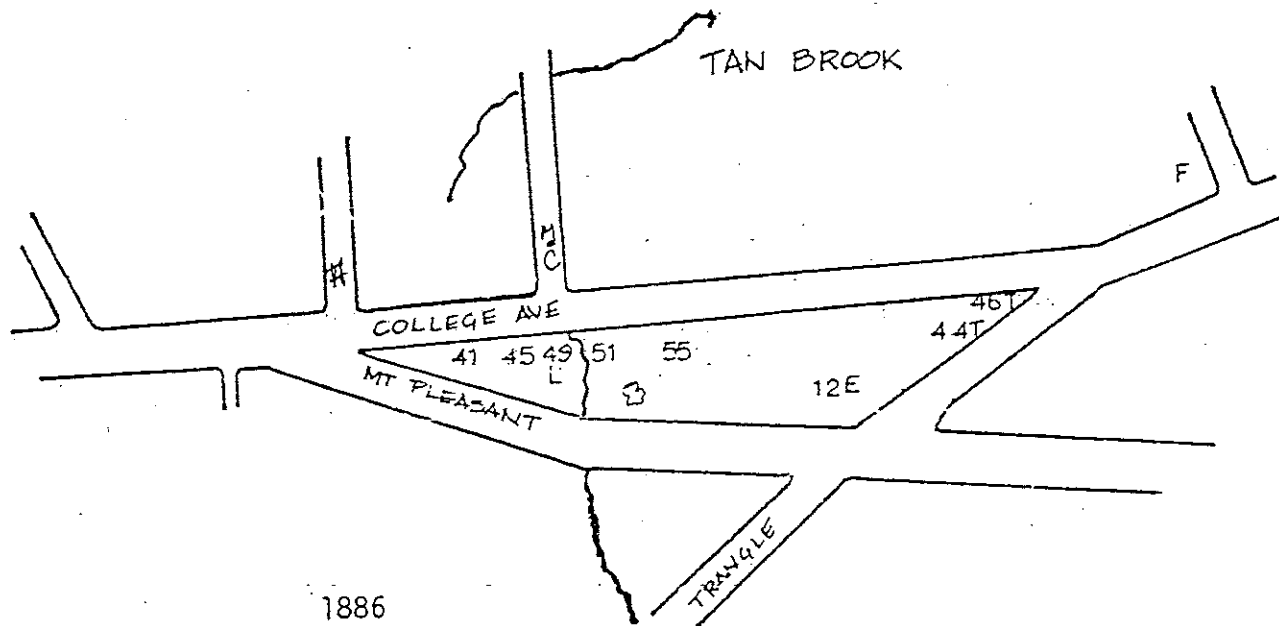 TAN BROOK
F
M.C
#
COLLEGE AVE
46T
44T
41 45 49 51 55
L
12E
MT PLEASANT
TRANGLE
1886